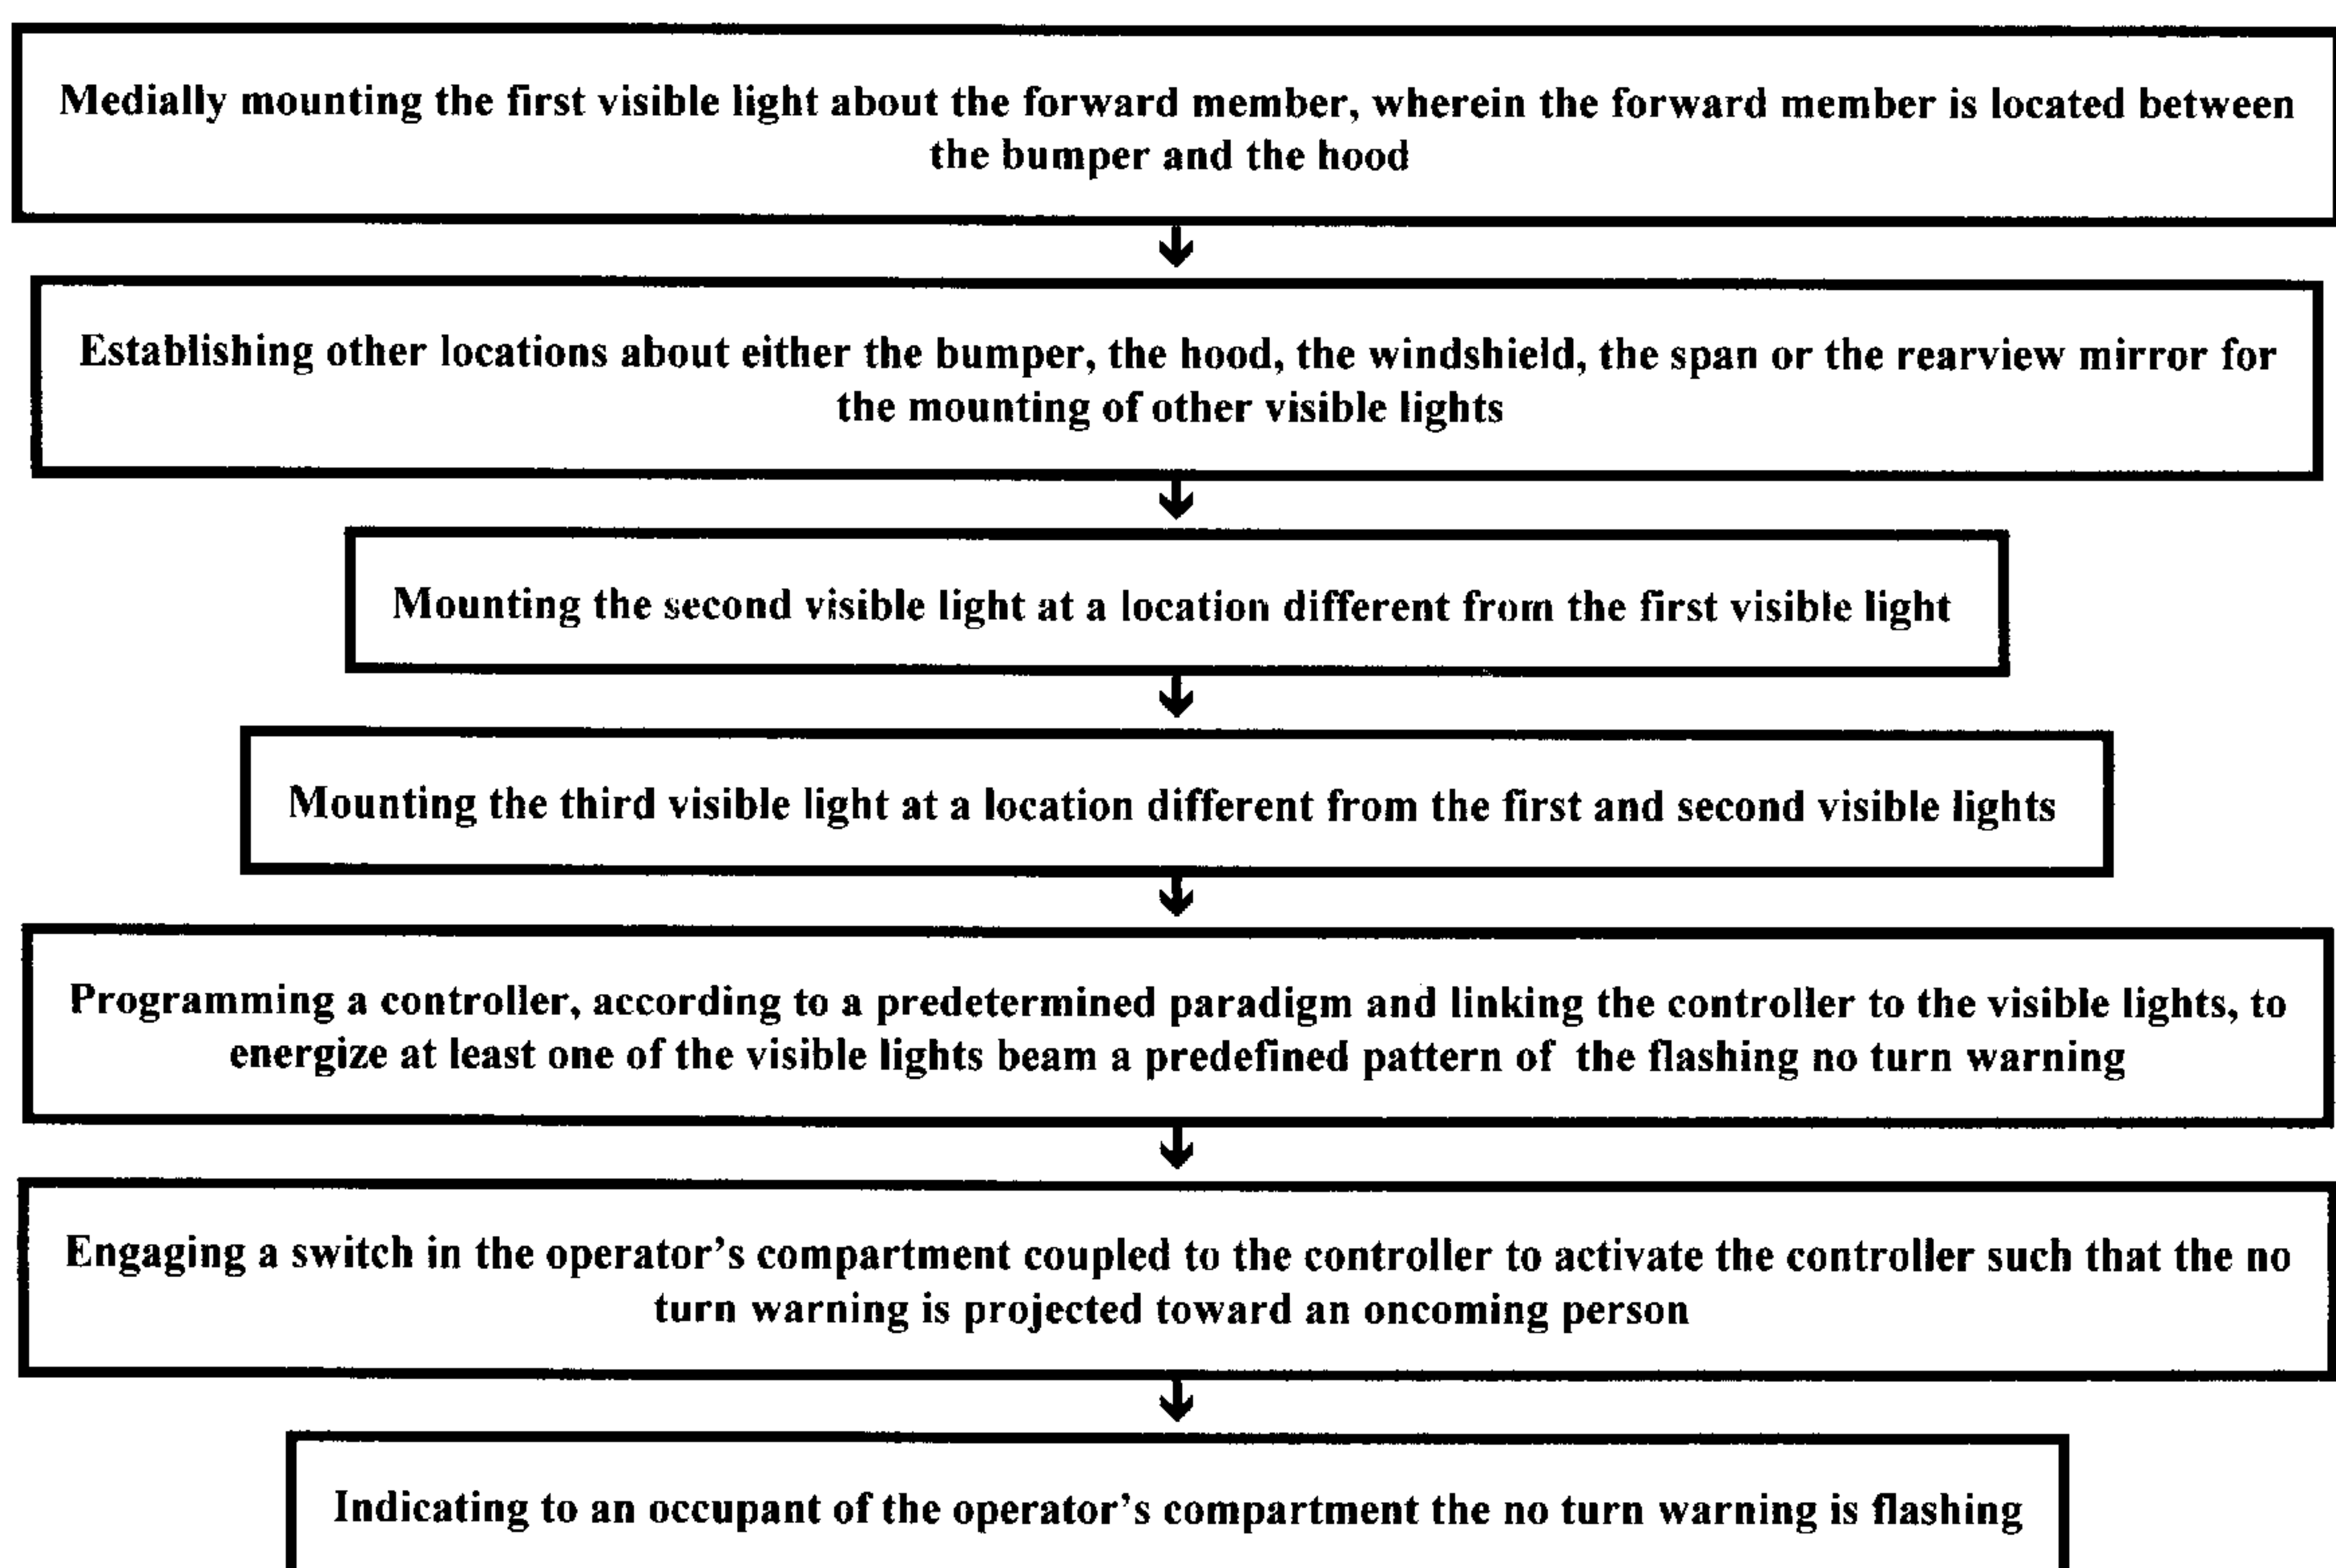 Medially mounting the first visible light about the forward member, wherein the forward member is located between
the bumper and the hood
Establishing other locations about either the bumper, the hood, the windshield, the span or the rearview mirror for
the mounting of other visible lights
Mounting the second visible light at a location different from the first visible light
Mounting the third visible light at a location different from the first and second visible lights
Programming a controller, according to a predetermined paradigm and linking the controller to the visible lights, to
energize at least one of the visible lights beam a predefined pattern of the flashing no turn warning
Engaging a switch in the operator's compartment coupled to the controller to activate the controller such that the no
turn warning is projected toward an oncoming person
Indicating to an occupant of the operator's compartment the no turn warning is flashing